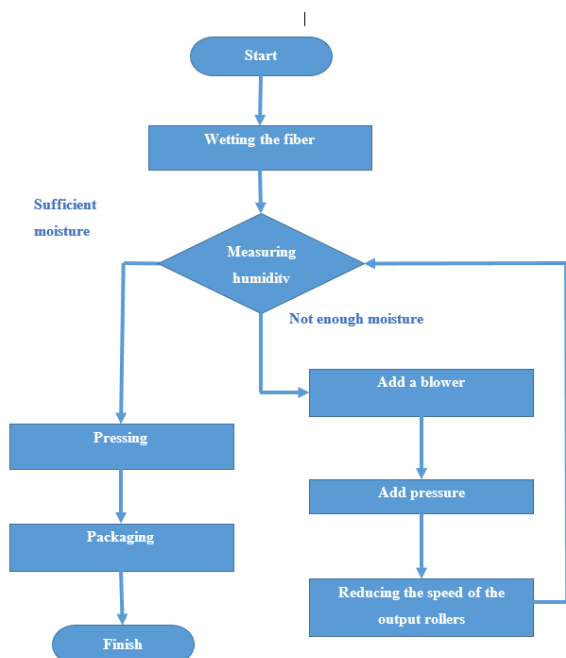 Start
Wetting the fiber
Sufficient
moisture
Measuring
humidity
Not enough moisture
Add a blower
Pressing
Add pressure
Packaging
Reducing the speed of the
output rollers
Finish